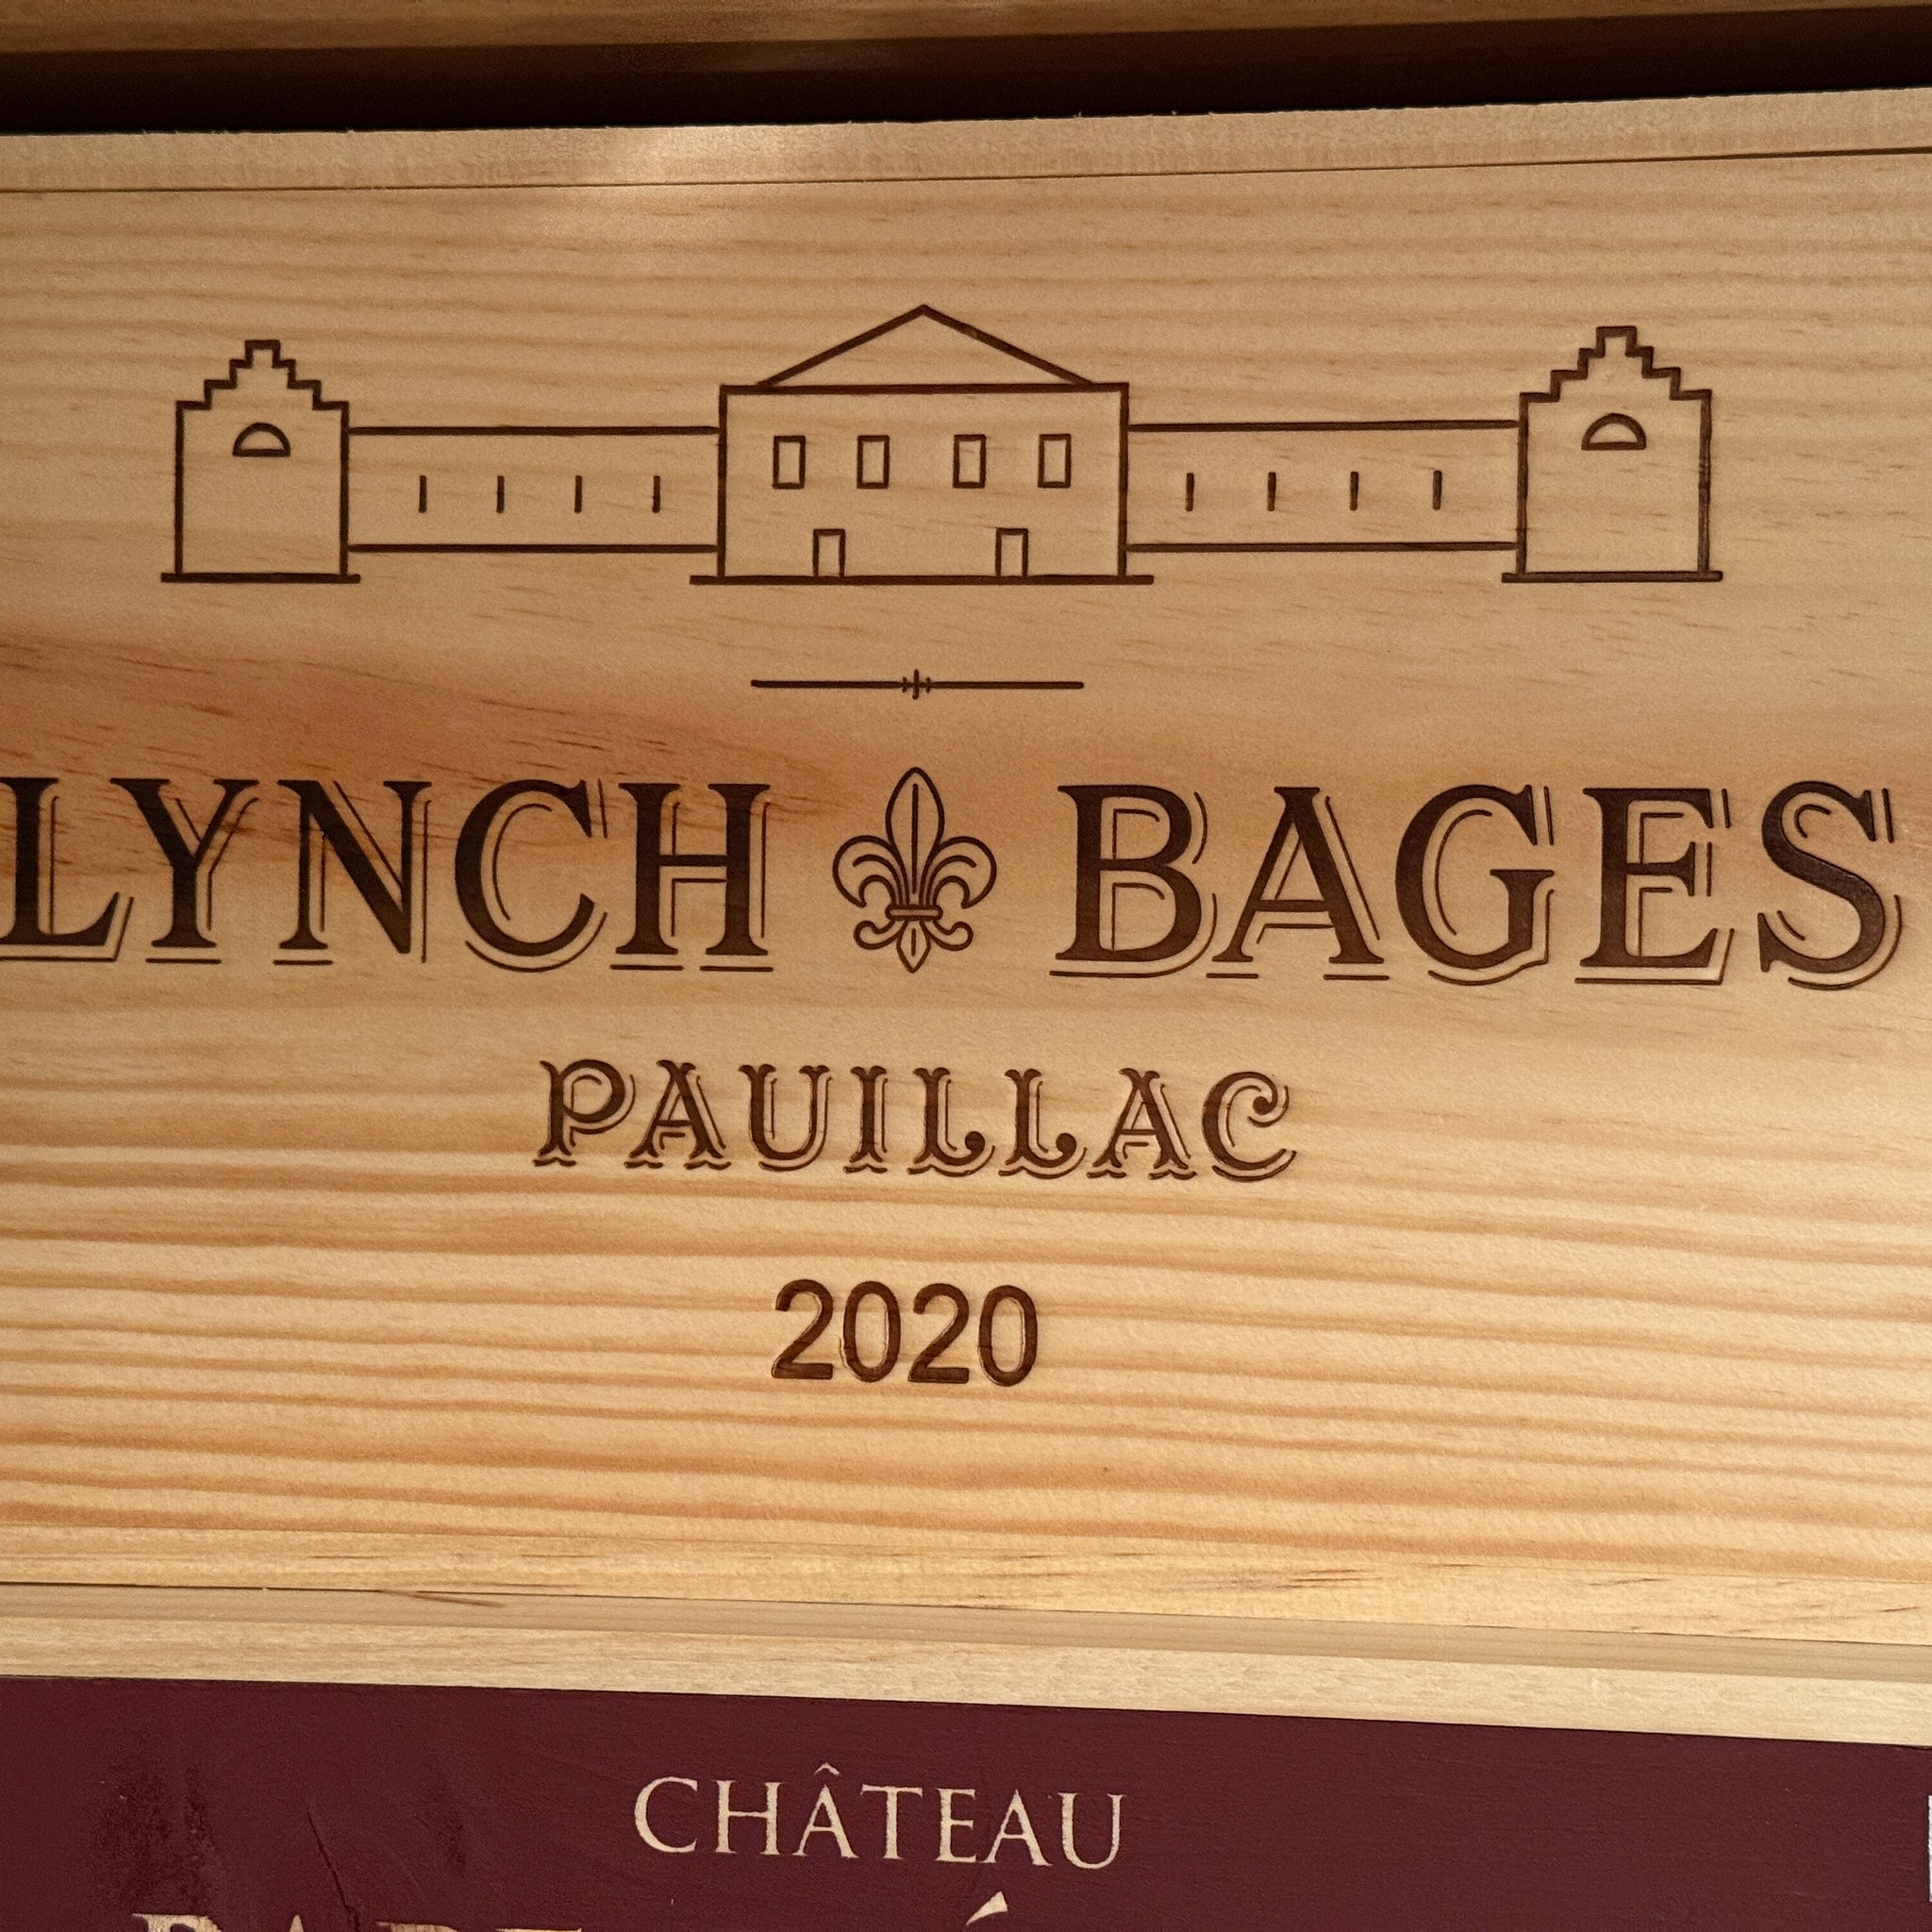 LYNCH BAGES
PAUILLAC
2020
CHÂTEAU